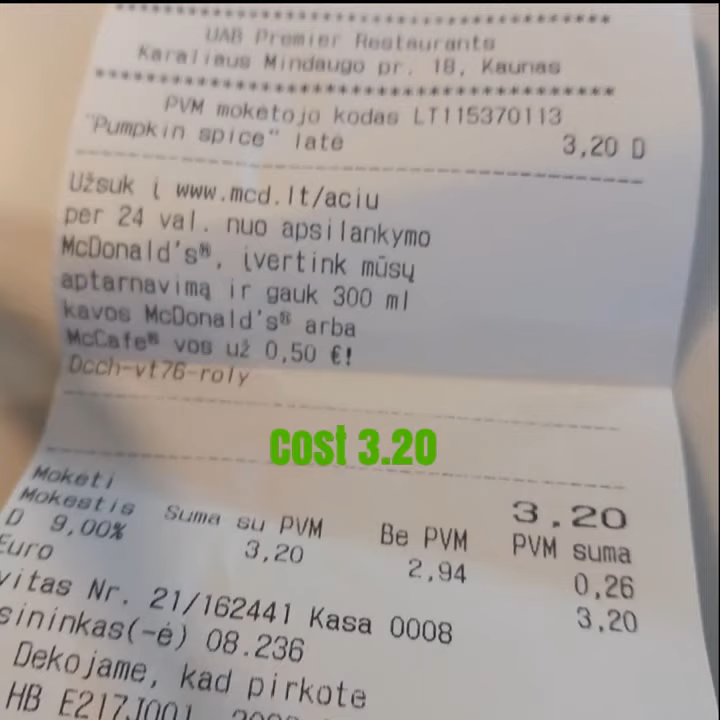 ****************************************
UAB Premier Restaurants
Karaliaus Mindaugo pr. 18, Kaunas
****************************************
PVM mokėtojo kodas LT115370113
"Pumpkin spice" latė 3,20 D
Užsuk į www.mcd.lt/aciu
per 24 val. nuo apsilankymo
McDonald's®, įvertink mūsų
aptarnavimą ir gauk 300 ml
kavos McDonald's® arba
McCafe® vos už 0,50 €!
Dcch-vt76-roly
cost 3.20
Mokėti 3.20
Mokestis Suma su PVM Be PVM PVM suma
D 9,00% 3,20 2,94 0,26
Euro 3,20
vitas Nr. 21/162441 Kasa 0008
sininkas(-ė) 08.236
Dėkojame, kad pirkote
HB E217J001